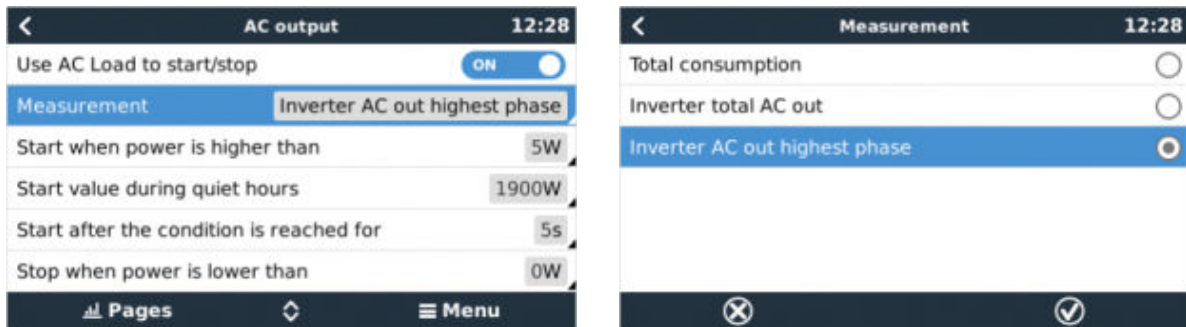 AC output 12:28
Use AC Load to start/stop ON
Measurement Inverter AC out highest phase
Start when power is higher than 5W
Start value during quiet hours 1900W
Start after the condition is reached for 5s
Stop when power is lower than 0W
Pages Menu
Measurement 12:28
Total consumption
Inverter total AC out
Inverter AC out highest phase